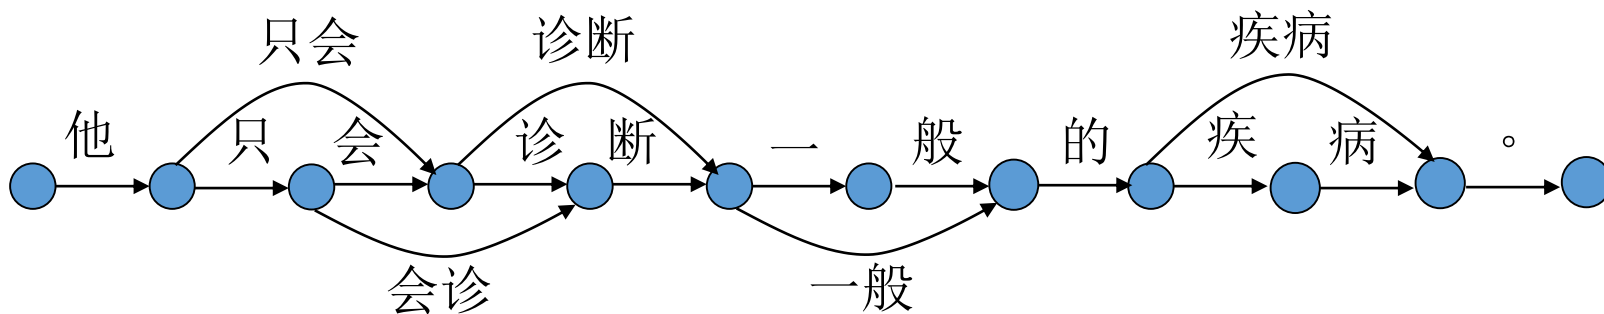 只会 诊断 疾病
他 只 会 诊 断 一 般 的 疾 病 。
会诊 一般